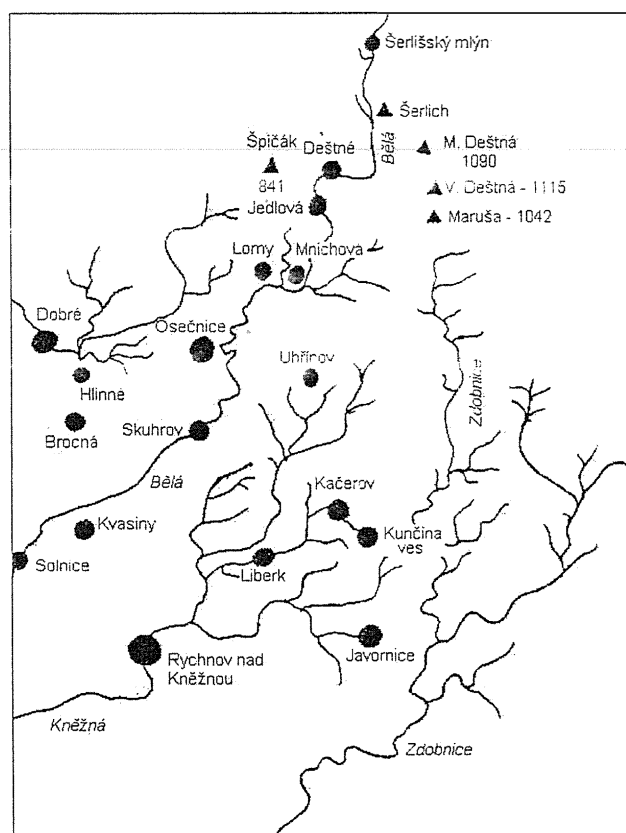 Šerlišský mlýn
Šerlich
Bělá
Špičák
841
Deštné
M. Deštná
1090
V. Deštná - 1115
Maruša - 1042
Jedlová
Lomy
Mnichová
Dobré
Osečnice
Hlinné
Uhřínov
Zdobnice
Brocná
Skuhrov
Bělá
Kačerov
Kvasiny
Kunčina
ves
Solnice
Liberk
Rychnov nad
Kněžnou
Javornice
Kněžná
Zdobnice